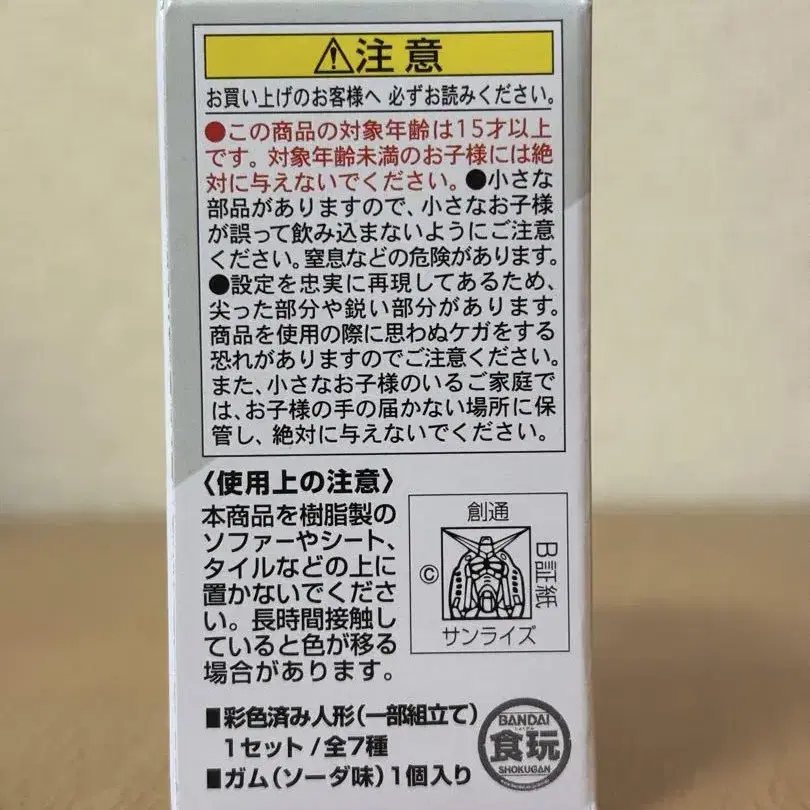 ⚠注意
お買い上げのお客様へ 必ずお読みください。
●この商品の対象年齢は15才以上
です。対象年齢未満のお子様には絶
対に与えないでください。●小さな
部品がありますので、小さなお子様
が誤って飲み込まないようにご注意
ください。窒息などの危険があります。
●設定を忠実に再現してあるため、
尖った部分や鋭い部分があります。
商品を使用の際に思わぬケガをする
恐れがありますのでご注意ください。
また、小さなお子様のいるご家庭で
は、お子様の手の届かない場所に保
管し、絶対に与えないでください。
〈使用上の注意〉
本商品を樹脂製の
ソファーやシート、
タイルなどの上に
置かないでくださ
い。長時間接触し
ていると色が移る
場合があります。
創通
©
B証紙
サンライズ
■彩色済み人形(一部組立て)
1セット/全7種
■ガム(ソーダ味)1個入り
BANDAI
食玩
SHOKUGAN